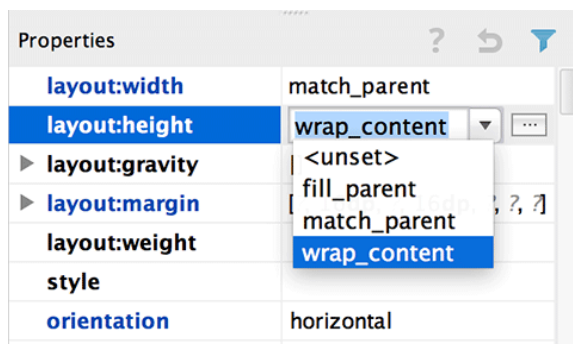 Properties
layout:width match_parent
layout:height wrap_content
layout:gravity
<unset>
fill_parent
layout:margin ?, ?]
match_parent
layout:weight
wrap_content
style
orientation horizontal